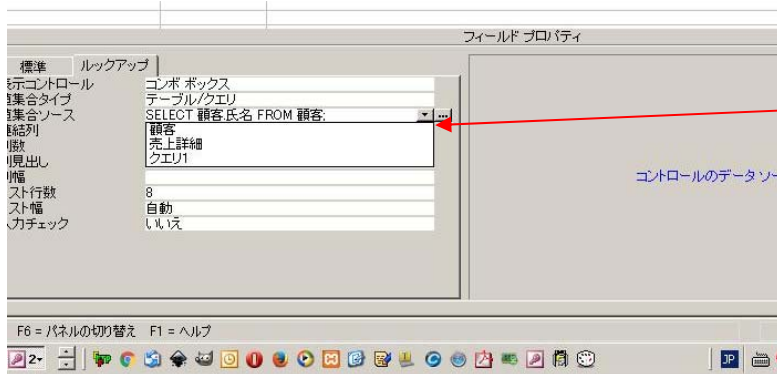 フィールド プロパティ
標準 ルックアップ
表示コントロール コンボ ボックス
値集合タイプ テーブル/クエリ
値集合ソース SELECT 顧客.氏名 FROM 顧客;
連結列 顧客
列数 売上詳細
列見出し クエリ1
列幅
リスト行数 8
リスト幅 自動
入力チェック いいえ
コントロールのデータ ソー
F6 = パネルの切り替え F1 = ヘルプ
2
JP